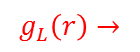 g_L(r) →